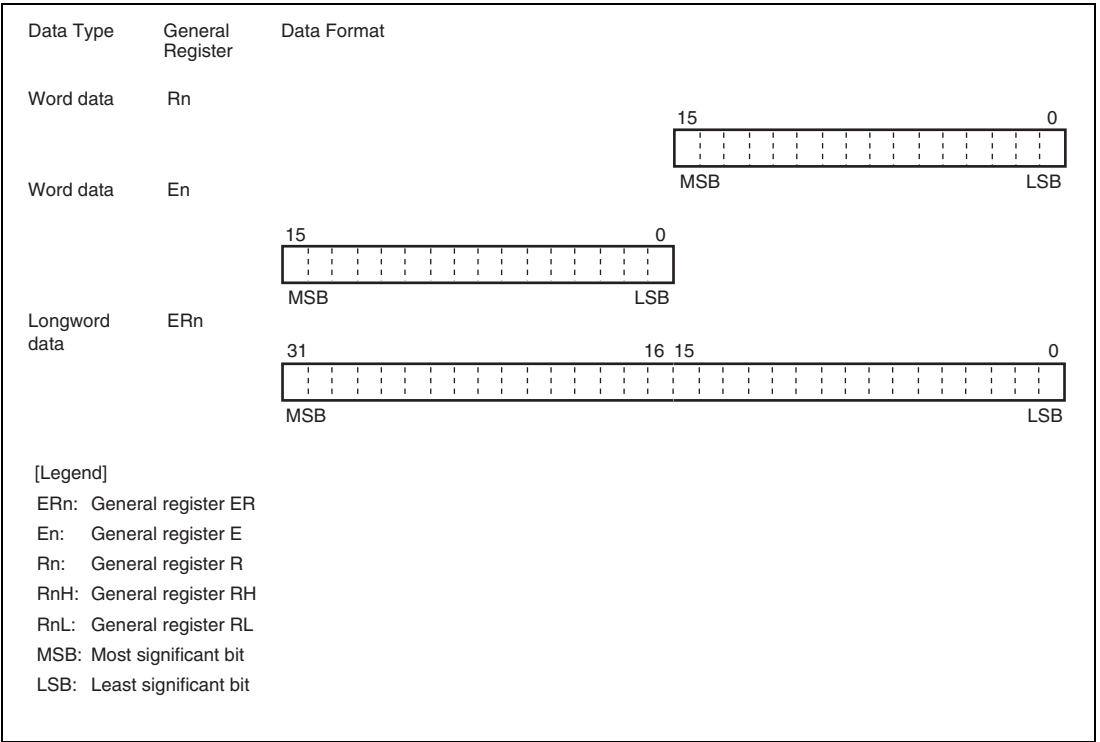 Data Type General Register Data Format
Word data Rn
15 0
MSB LSB
Word data En
15 0
MSB LSB
Longword data ERn
31 16 15 0
MSB LSB
[Legend]
ERn: General register ER
En: General register E
Rn: General register R
RnH: General register RH
RnL: General register RL
MSB: Most significant bit
LSB: Least significant bit